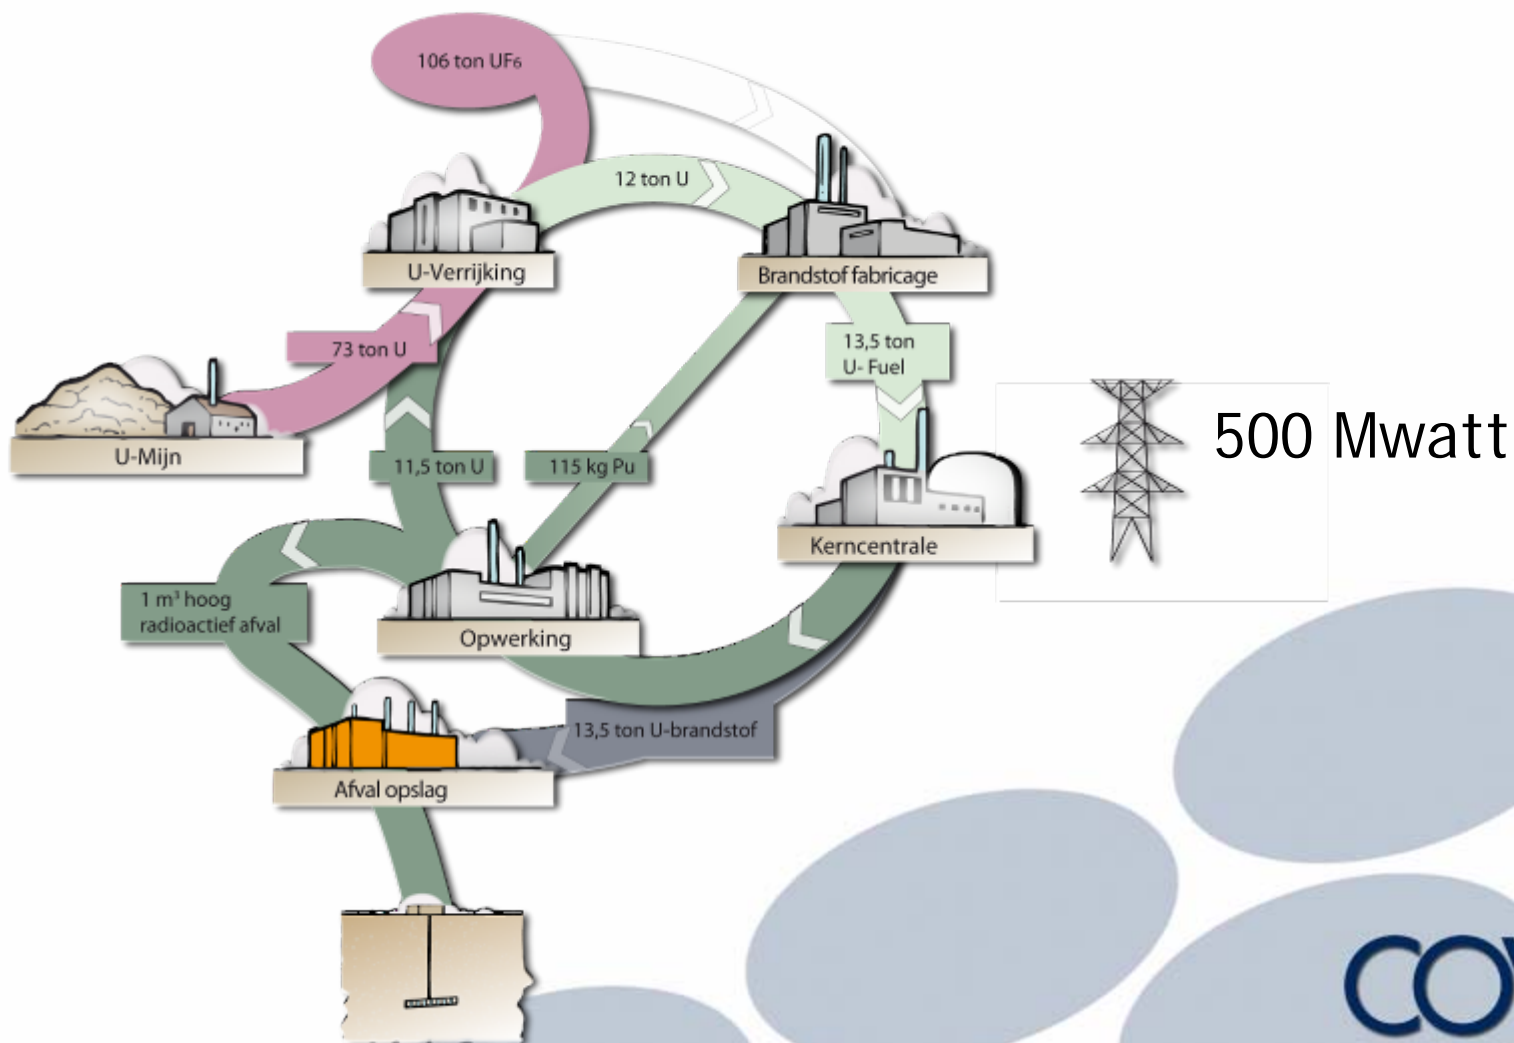 106 ton UF₆
12 ton U
U-Verrijking
Brandstof fabricage
73 ton U
13,5 ton
U- Fuel
500 Mwatt
U-Mijn
11,5 ton U
115 kg Pu
Kerncentrale
1 m³ hoog
radioactief afval
Opwerking
13,5 ton U-brandstof
Afval opslag